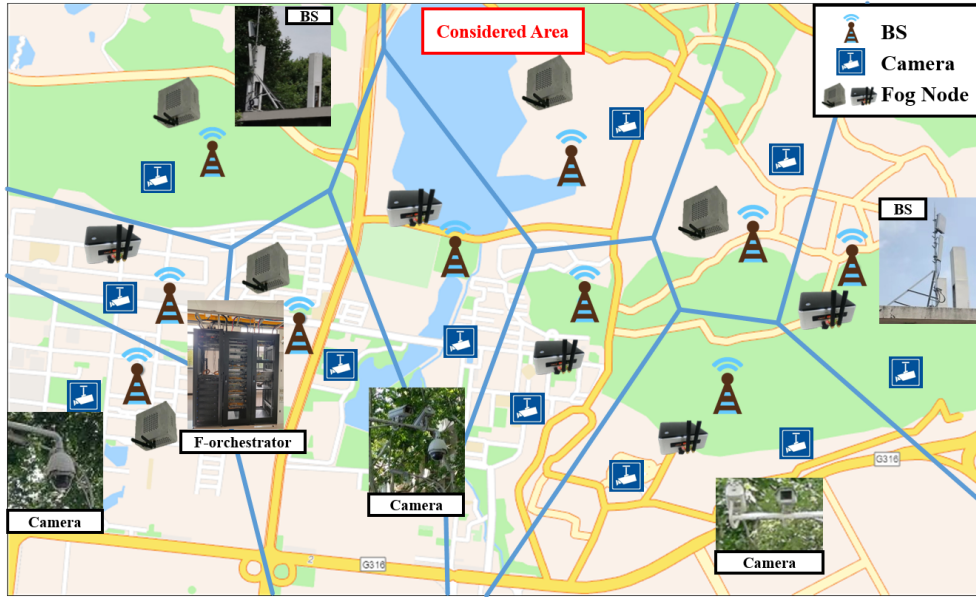 BS
Considered Area
BS
Camera
Fog Node
BS
F-orchestrator
Camera
Camera
G316
Camera
G316